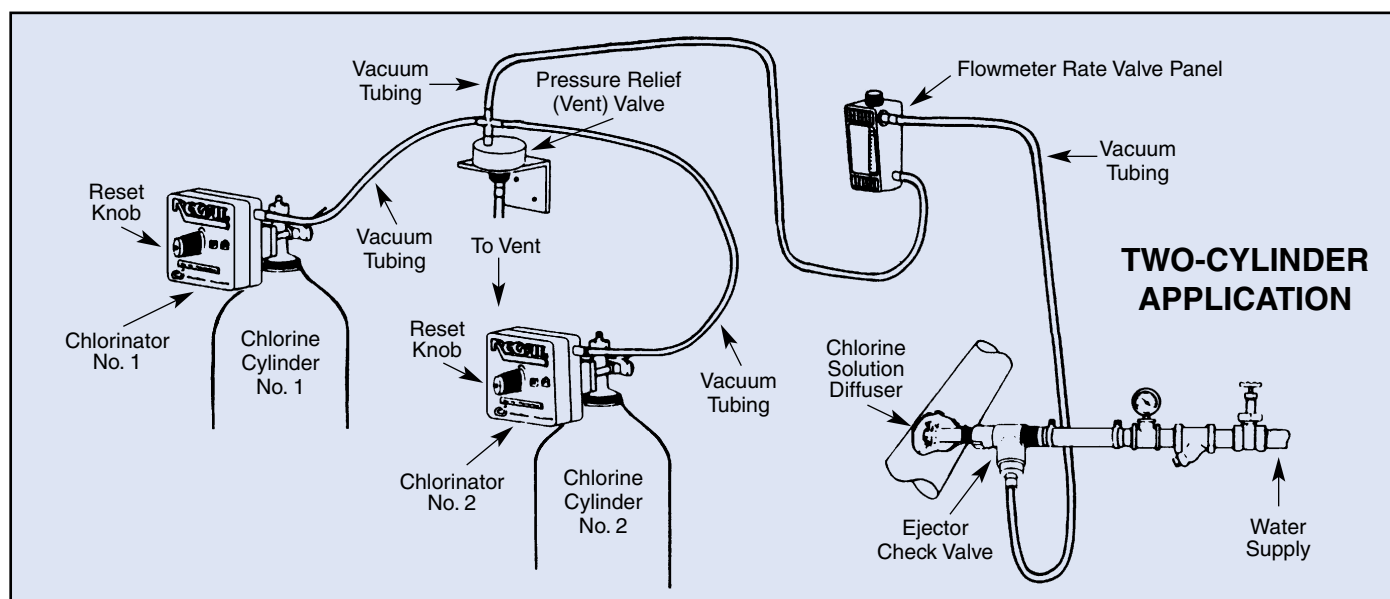 Vacuum
Tubing
Pressure Relief
(Vent) Valve
Flowmeter Rate Valve Panel
Vacuum
Tubing
Reset
Knob
REGAL
Vacuum
Tubing
To Vent
TWO-CYLINDER
APPLICATION
Chlorinator
No. 1
Chlorine
Cylinder
No. 1
Reset
Knob
REGAL
Vacuum
Tubing
Chlorine
Solution
Diffuser
Chlorinator
No. 2
Chlorine
Cylinder
No. 2
Ejector
Check Valve
Water
Supply